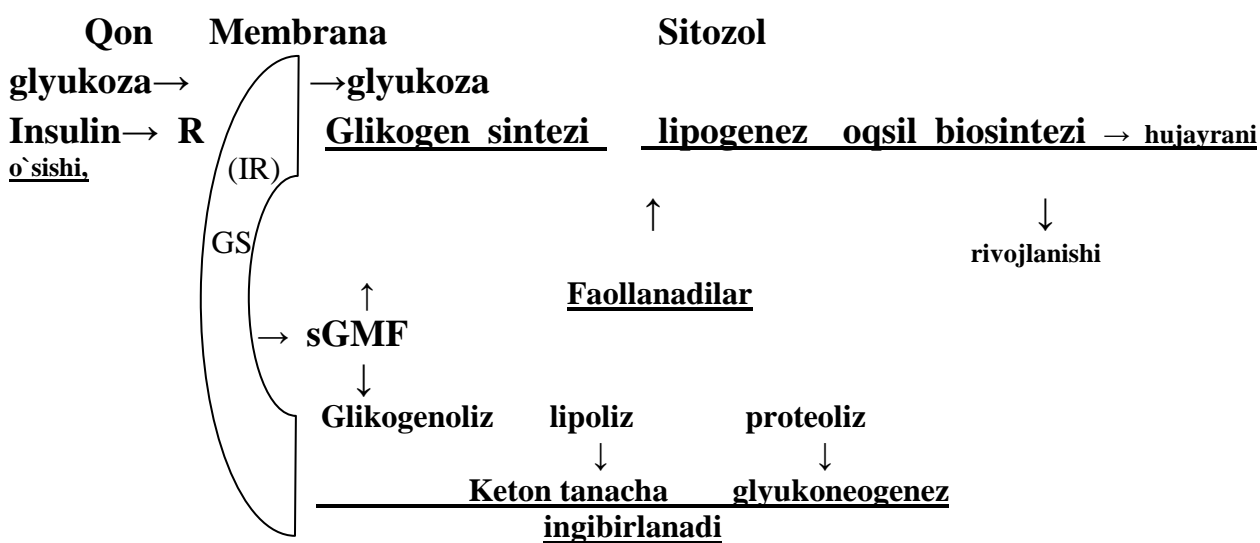 Qon Membrana Sitozol
glyukoza→ →glyukoza
Insulin→ R Glikogen sintezi lipogenez oqsil biosintezi → hujayrani
o`sishi,
(IR)
↑ ↓
GS
rivojlanishi
↑ Faollanadilar
→ sGMF
↓
Glikogenoliz lipoliz proteoliz
↓ ↓
Keton tanacha glyukoneogenez
ingibirlanadi